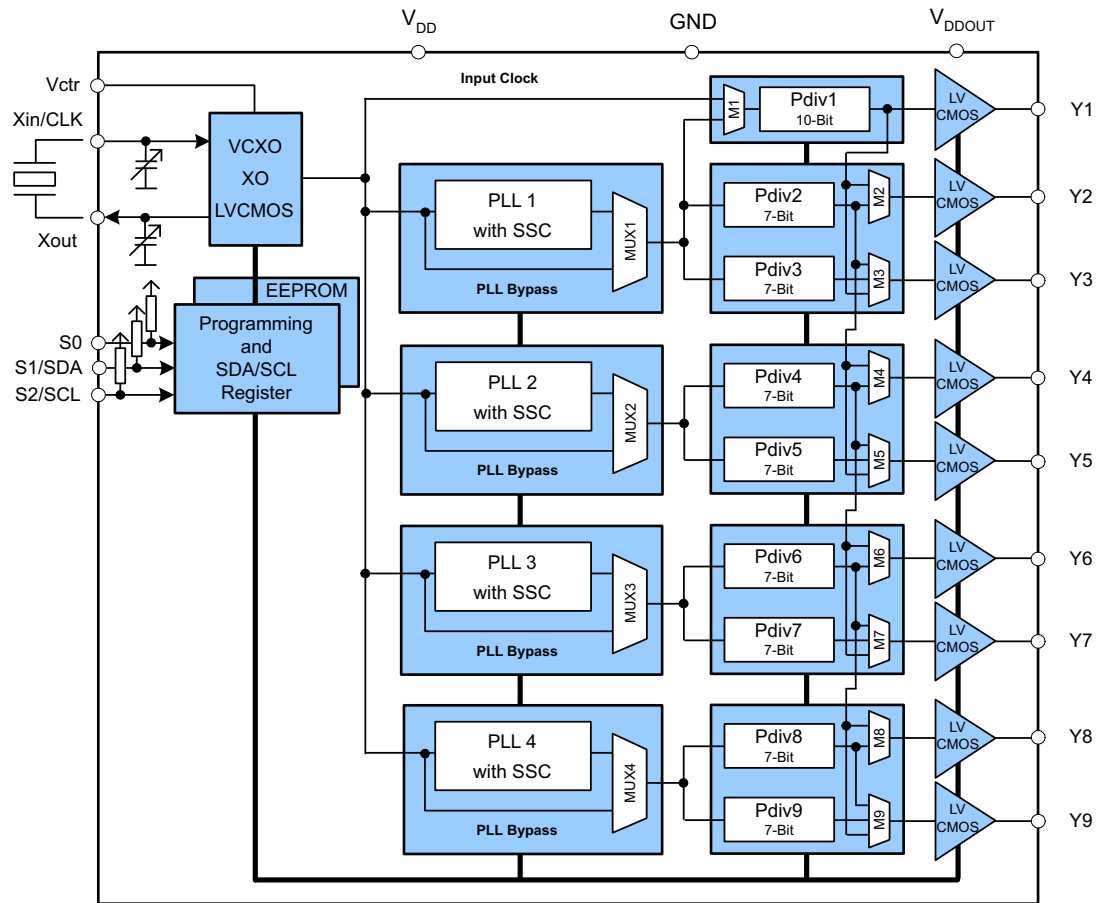 V_DD
GND
V_DDOUT
Vctr
Xin/CLK
Xout
VCXO
XO
LVCMOS
Input Clock
EEPROM
Programming
and
SDA/SCL
Register
S0
S1/SDA
S2/SCL
M1
Pdiv1
10-Bit
LV
CMOS
Y1
PLL 1
with SSC
MUX1
PLL Bypass
Pdiv2
7-Bit
M2
LV
CMOS
Y2
Pdiv3
7-Bit
M3
LV
CMOS
Y3
PLL 2
with SSC
MUX2
PLL Bypass
Pdiv4
7-Bit
M4
LV
CMOS
Y4
Pdiv5
7-Bit
M5
LV
CMOS
Y5
PLL 3
with SSC
MUX3
PLL Bypass
Pdiv6
7-Bit
M6
LV
CMOS
Y6
Pdiv7
7-Bit
M7
LV
CMOS
Y7
PLL 4
with SSC
MUX4
PLL Bypass
Pdiv8
7-Bit
M8
LV
CMOS
Y8
Pdiv9
7-Bit
M9
LV
CMOS
Y9